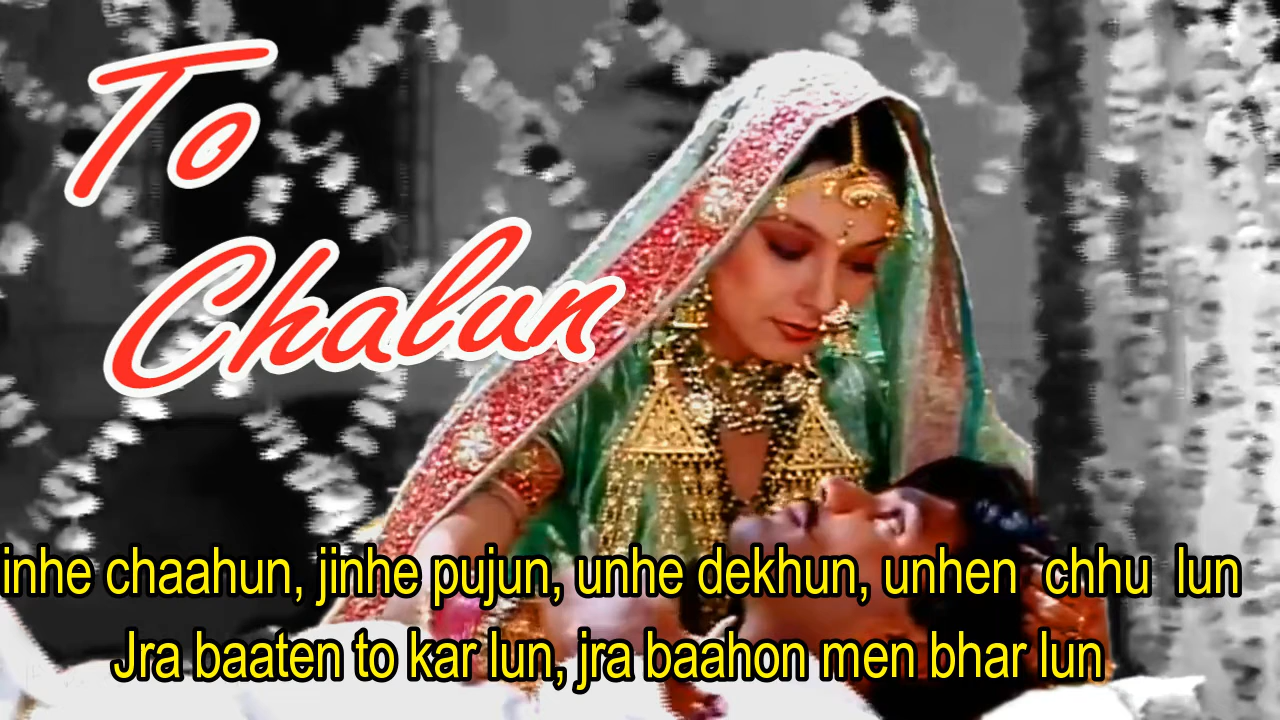 To
Chalun
inhe chaahun, jinhe pujun, unhe dekhun, unhen chhu lun
Jra baaten to kar lun, jra baahon men bhar lun